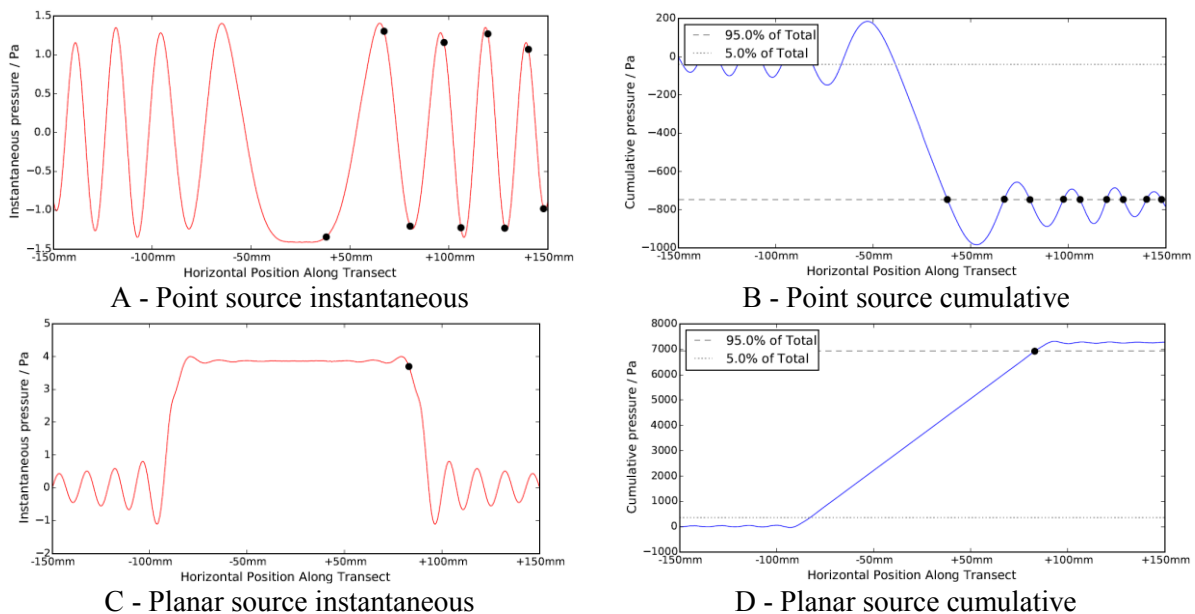 Instantaneous pressure / Pa
1.5
1.0
0.5
0.0
−0.5
−1.0
−1.5
-150mm -100mm -50mm +50mm +100mm +150mm
Horizontal Position Along Transect
A - Point source instantaneous
Cumulative pressure / Pa
200
0
−200
−400
−600
−800
−1000
95.0% of Total
5.0% of Total
-150mm -100mm -50mm +50mm +100mm +150mm
Horizontal Position Along Transect
B - Point source cumulative
Instantaneous pressure / Pa
5
4
3
2
1
0
−1
−2
-150mm -100mm -50mm +50mm +100mm +150mm
Horizontal Position Along Transect
C - Planar source instantaneous
Cumulative pressure / Pa
8000
7000
6000
5000
4000
3000
2000
1000
0
−1000
95.0% of Total
5.0% of Total
-150mm -100mm -50mm +50mm +100mm +150mm
Horizontal Position Along Transect
D - Planar source cumulative